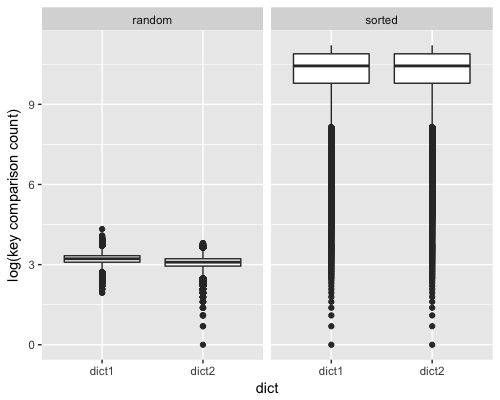 random
sorted
log(key comparison count)
9
6
3
0
dict1
dict2
dict1
dict2
dict